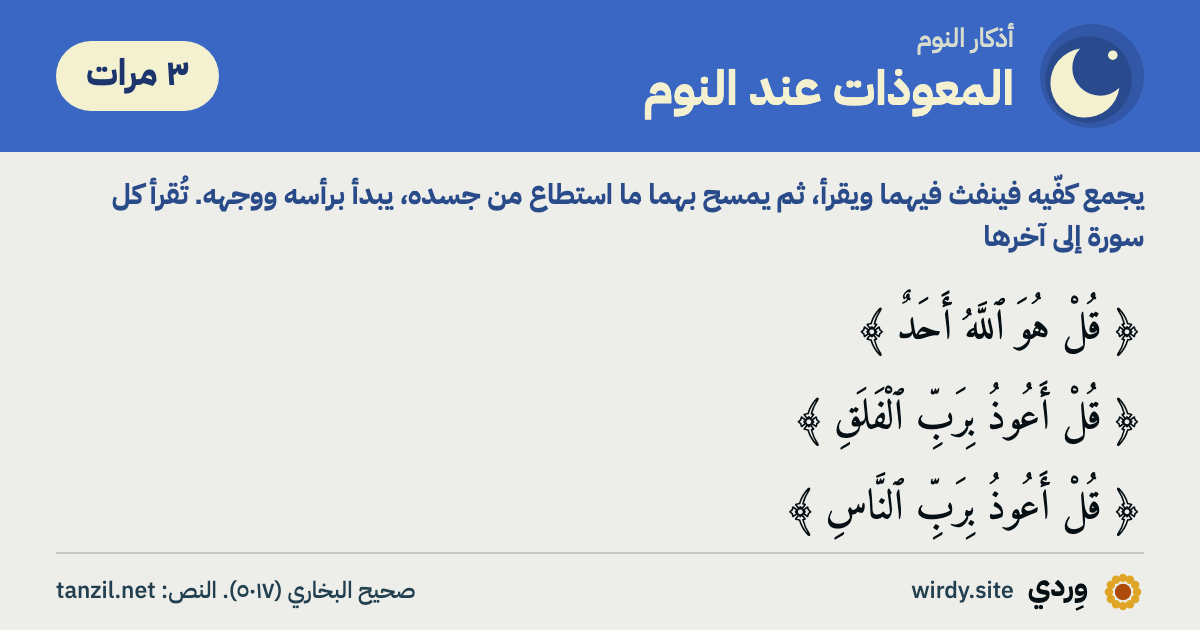 أذكار النوم
المعوذات عند النوم
٣ مرات
يجمع كفّيه فينفث فيهما ويقرأ، ثم يمسح بهما ما استطاع من جسده، يبدأ برأسه ووجهه. تُقرأ كل
سورة إلى آخرها
﴿ قُلْ هُوَ ٱللَّهُ أَحَدٌ ﴾
﴿ قُلْ أَعُوذُ بِرَبِّ ٱلْفَلَقِ ﴾
﴿ قُلْ أَعُوذُ بِرَبِّ ٱلنَّاسِ ﴾
وِردي wirdy.site
صحيح البخاري (٥٠١٧). النص: tanzil.net